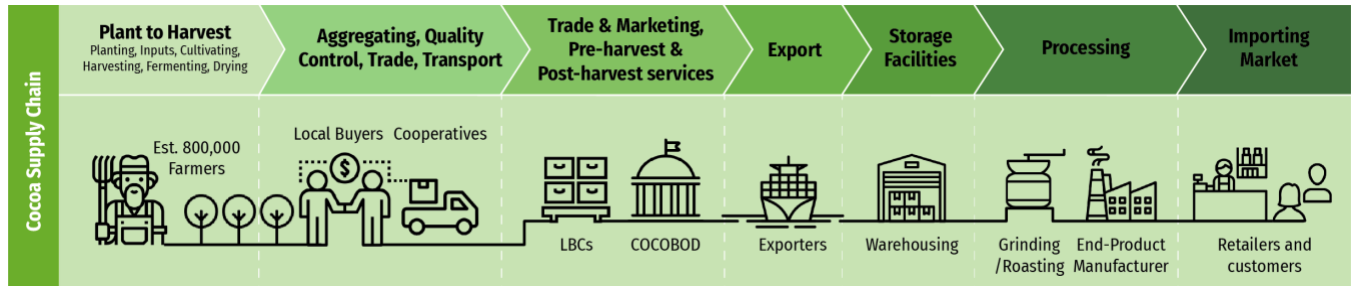 Cocoa Supply Chain
Plant to Harvest
Planting, Inputs, Cultivating,
Harvesting, Fermenting, Drying
Aggregating, Quality
Control, Trade, Transport
Trade & Marketing,
Pre-harvest &
Post-harvest services
Export
Storage
Facilities
Processing
Importing
Market
Est. 800,000
Farmers
Local Buyers
Cooperatives
$
LBCs
COCOBOD
Exporters
Warehousing
Grinding
/Roasting
End-Product
Manufacturer
Retailers and
customers